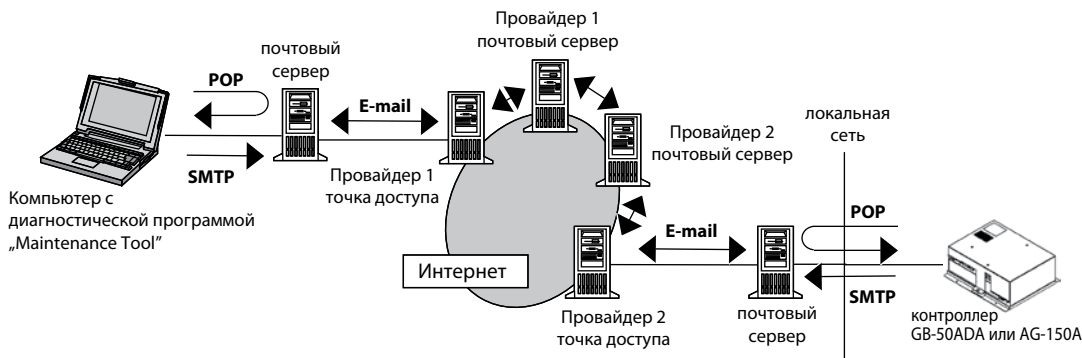 Провайдер 1
почтовый сервер
почтовый
сервер
POP
E-mail
SMTP
Компьютер с
диагностической программой
„Maintenance Tool”
Провайдер 1
точка доступа
Провайдер 2
почтовый сервер
локальная
сеть
Интернет
E-mail
POP
SMTP
Провайдер 2
точка доступа
почтовый
сервер
контроллер
GB-50ADA или AG-150A